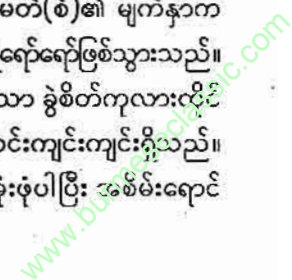 မတ်(စ်)၏ မျက်နှာက
ရော်ရော်ဖြစ်သွားသည်။
သာ ခွဲစိတ်ကုလားထိုင်
င်းကျင်းကျင်းရှိသည်။
းဖုံပါပြီး အစိမ်းရောင်
www.burmeseclassic.com